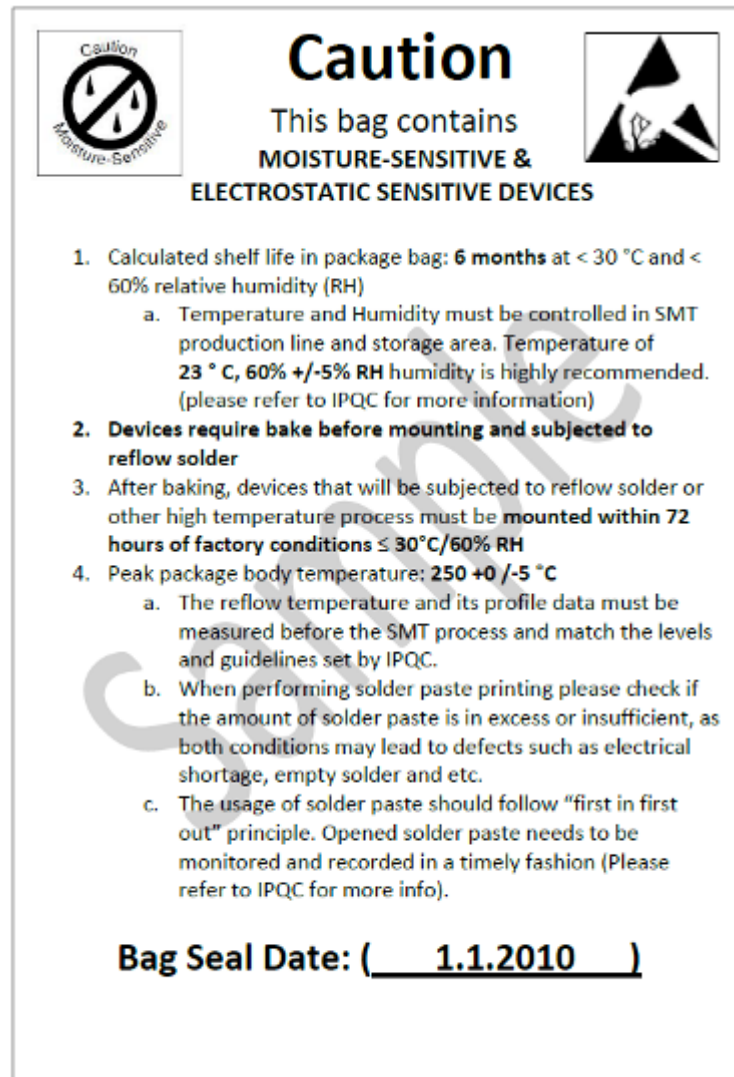 Caution
Moisture-Sensitive
Caution
This bag contains
MOISTURE-SENSITIVE &
ELECTROSTATIC SENSITIVE DEVICES
1. Calculated shelf life in package bag: 6 months at < 30 °C and <
60% relative humidity (RH)
a. Temperature and Humidity must be controlled in SMT
production line and storage area. Temperature of
23 ° C, 60% +/-5% RH humidity is highly recommended.
(please refer to IPQC for more information)
2. Devices require bake before mounting and subjected to
reflow solder
3. After baking, devices that will be subjected to reflow solder or
other high temperature process must be mounted within 72
hours of factory conditions ≤ 30°C/60% RH
4. Peak package body temperature: 250 +0 /-5 °C
a. The reflow temperature and its profile data must be
measured before the SMT process and match the levels
and guidelines set by IPQC.
b. When performing solder paste printing please check if
the amount of solder paste is in excess or insufficient, as
both conditions may lead to defects such as electrical
shortage, empty solder and etc.
c. The usage of solder paste should follow “first in first
out” principle. Opened solder paste needs to be
monitored and recorded in a timely fashion (Please
refer to IPQC for more info).
Bag Seal Date: ( 1.1.2010 )
Sample